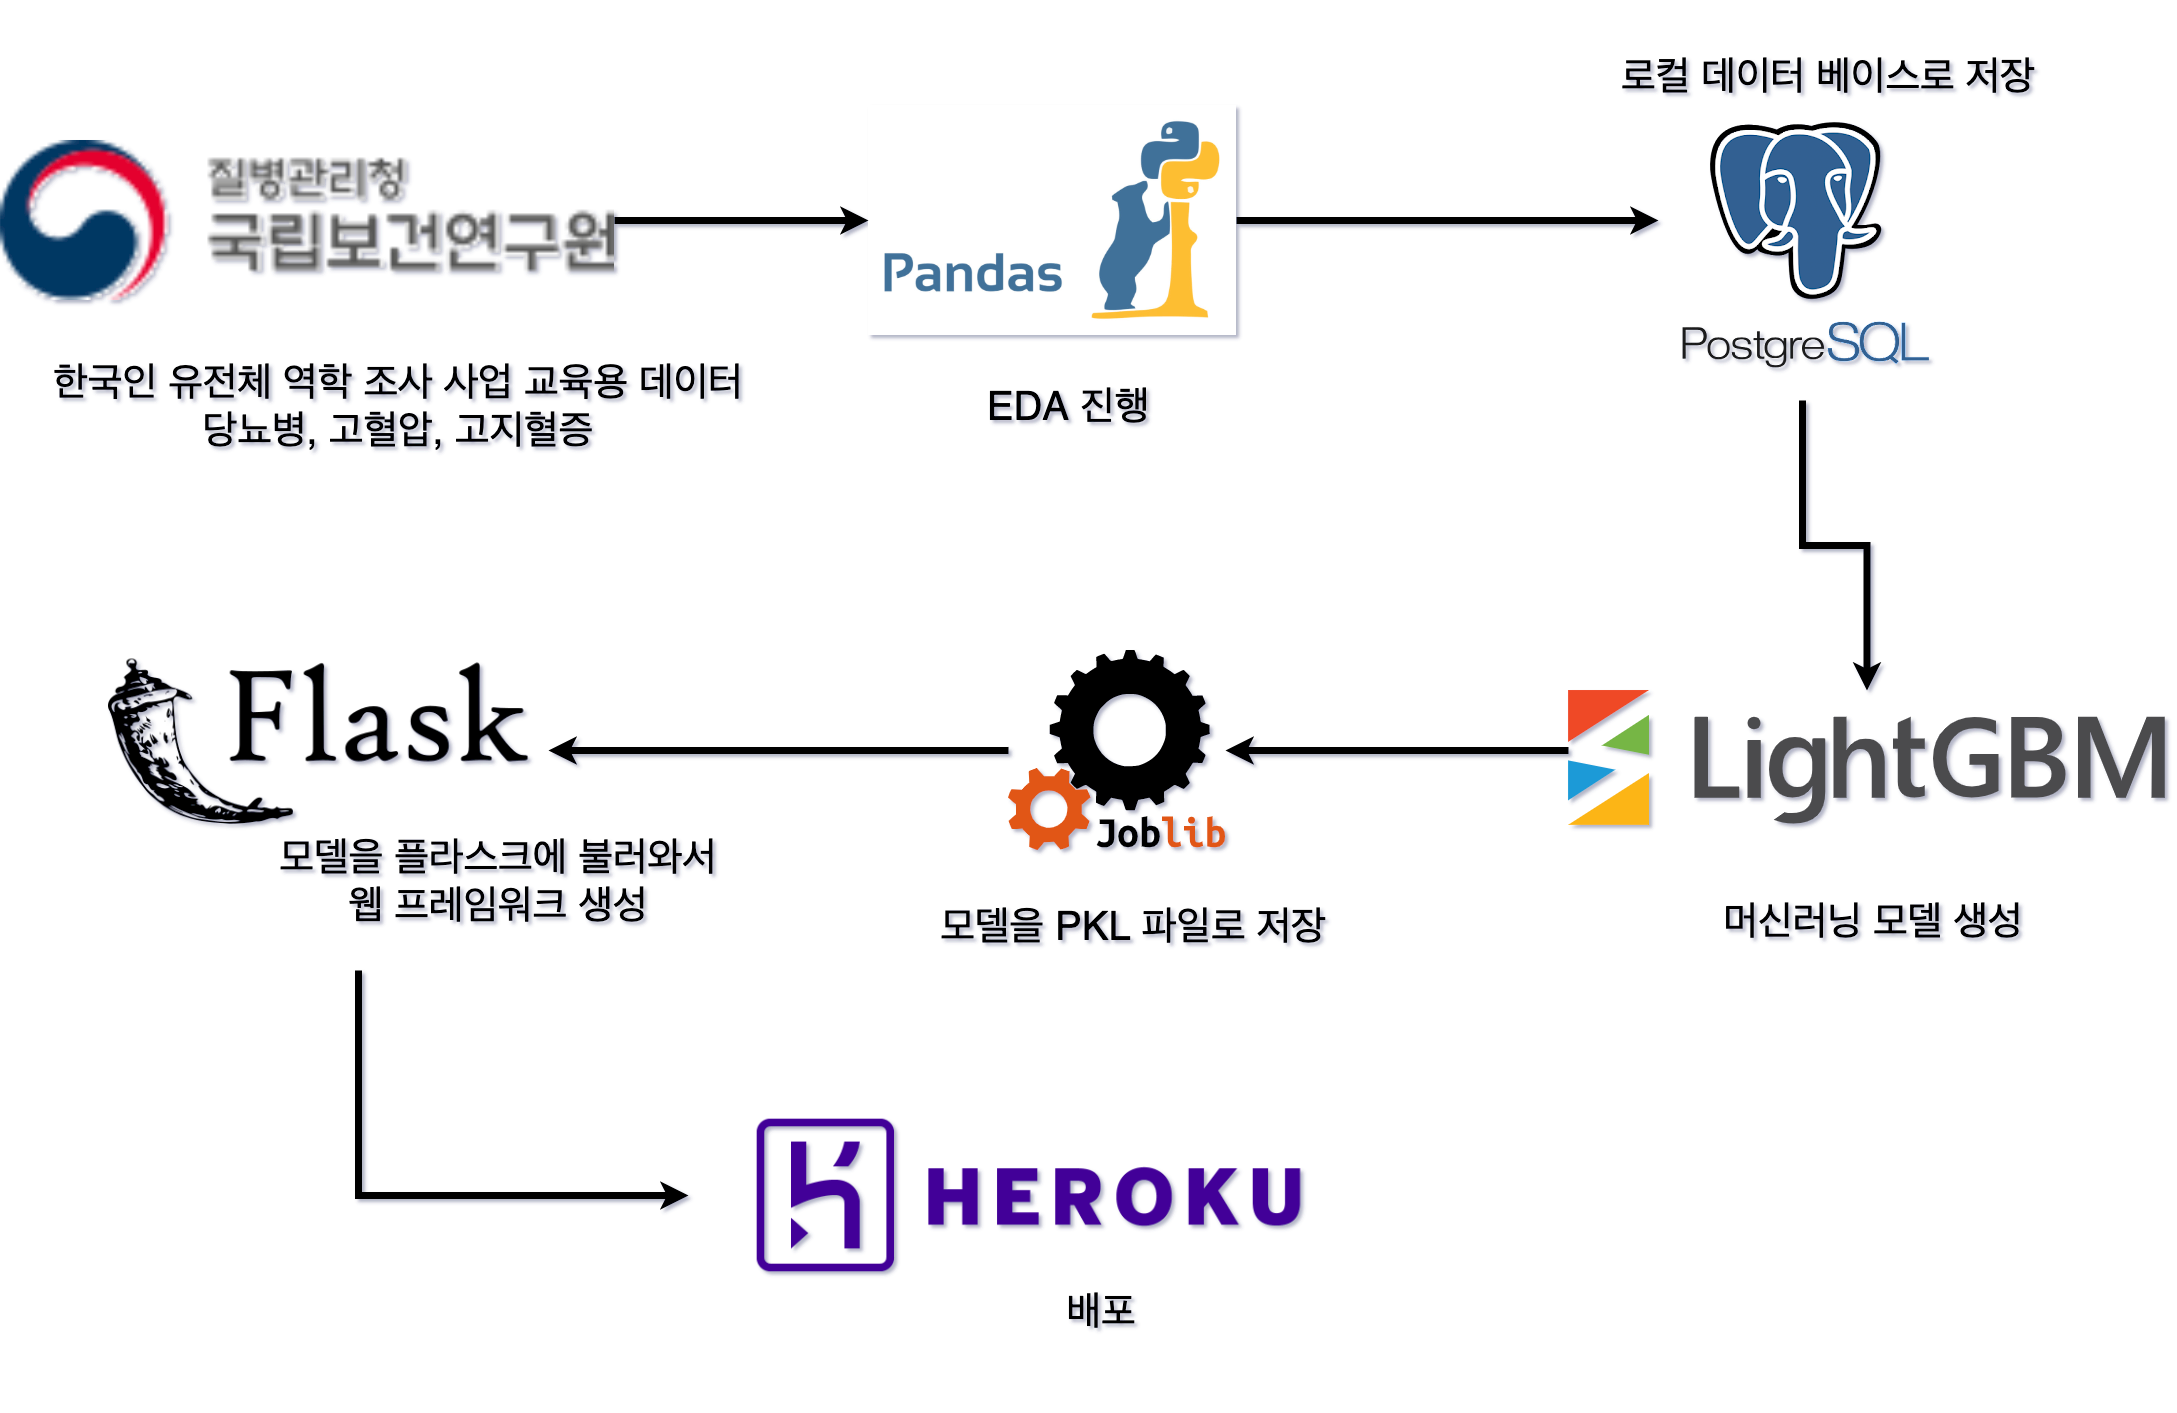 질병관리청
국립보건연구원
한국인 유전체 역학 조사 사업 교육용 데이터
당뇨병, 고혈압, 고지혈증
Pandas
EDA 진행
로컬 데이터 베이스로 저장
PostgreSQL
LightGBM
머신러닝 모델 생성
Joblib
모델을 PKL 파일로 저장
Flask
모델을 플라스크에 불러와서
웹 프레임워크 생성
HEROKU
배포